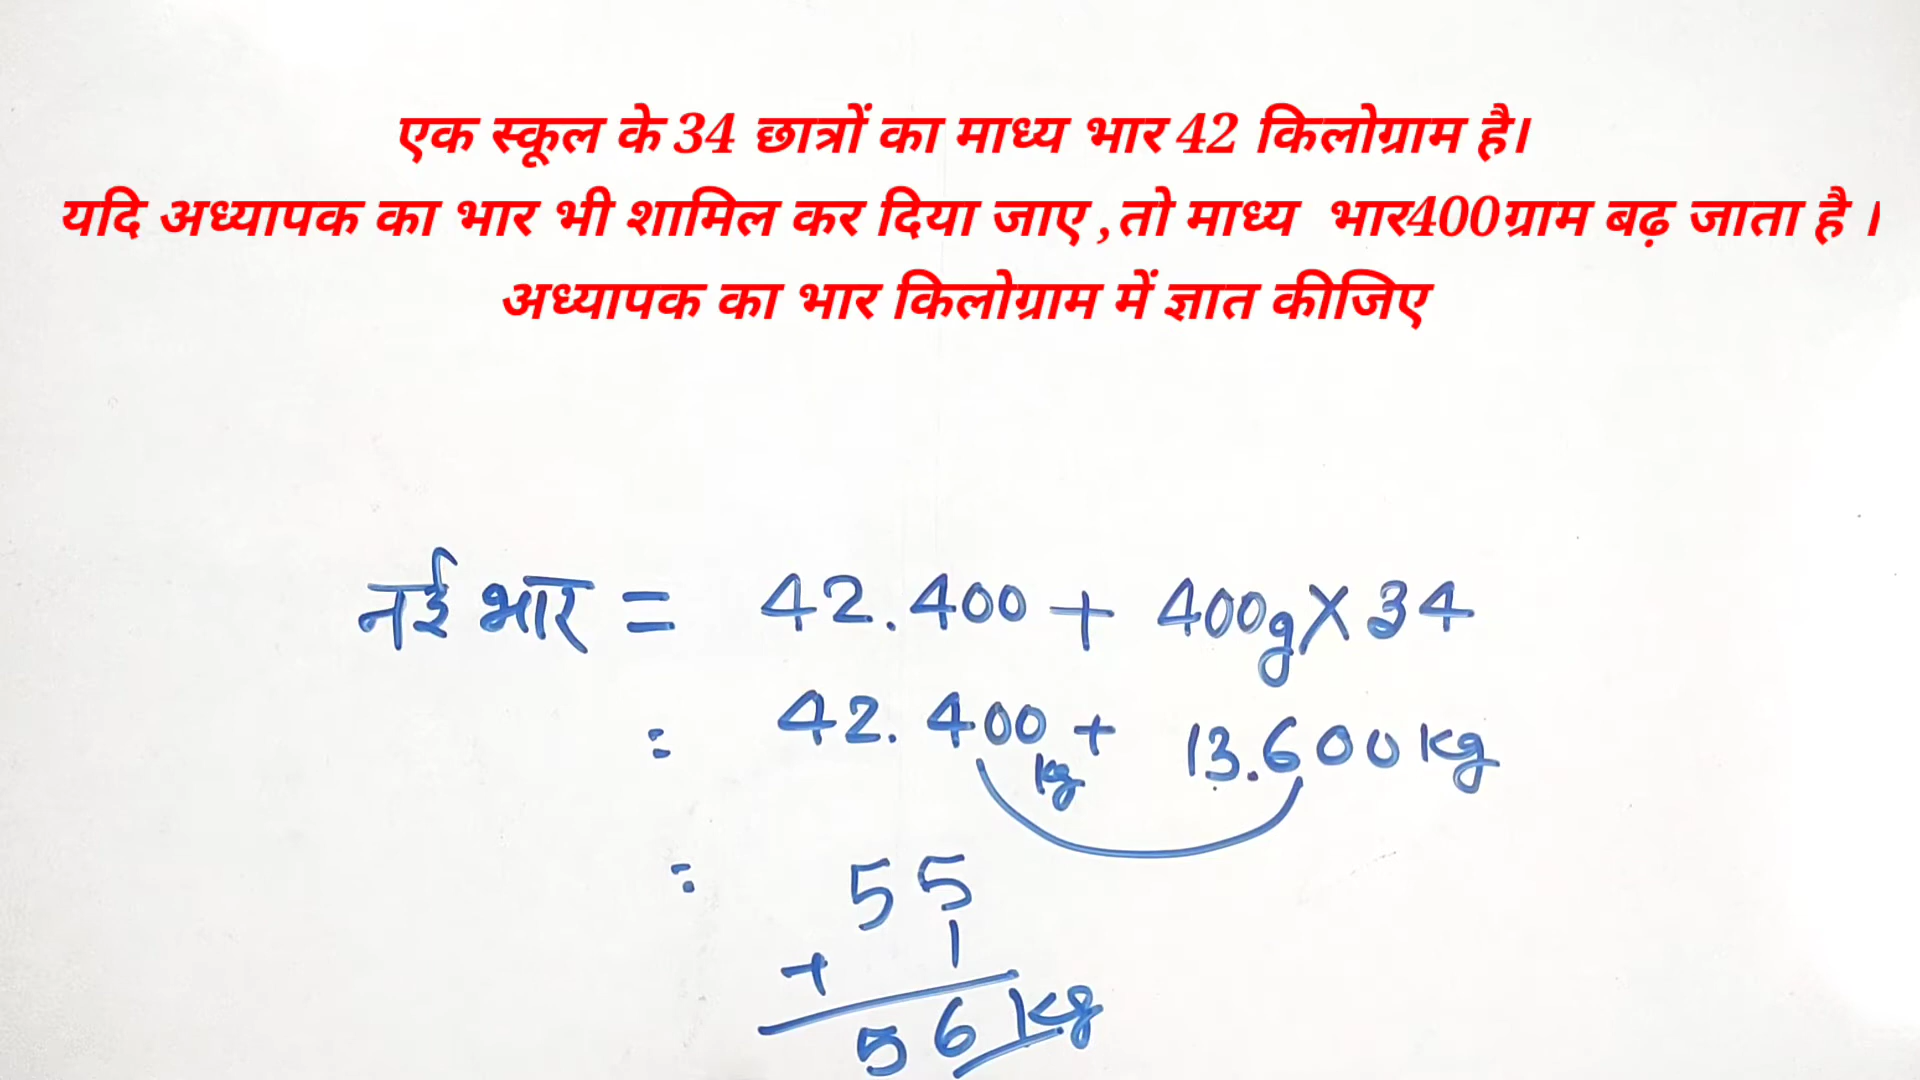 एक स्कूल के 34 छात्रों का माध्य भार 42 किलोग्राम है।
यदि अध्यापक का भार भी शामिल कर दिया जाए ,तो माध्य भार400ग्राम बढ़ जाता है ।
अध्यापक का भार किलोग्राम में ज्ञात कीजिए
नई भार = 42.400 + 400g X 34
= 42.400 kg + 13.600 kg
= 55
+ 1
56 kg